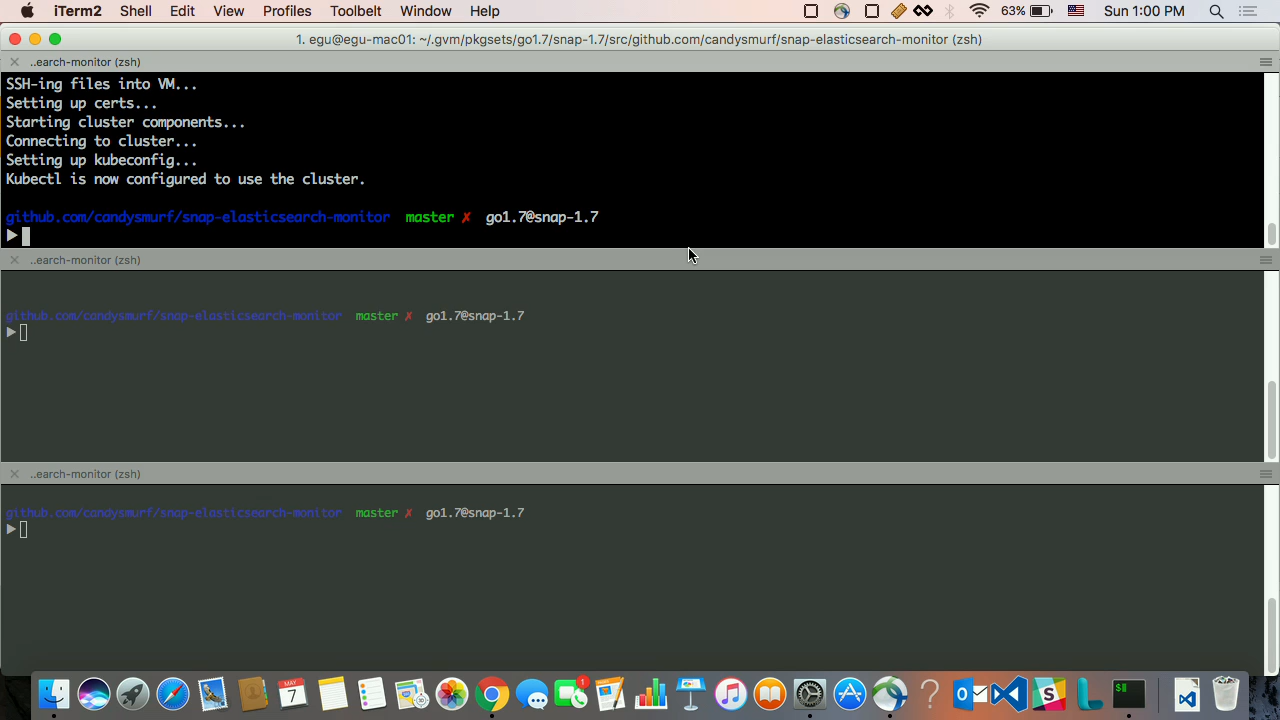 iTerm2 Shell Edit View Profiles Toolbelt Window Help 63% Sun 1:00 PM
1. egu@egu-mac01: ~/.gvm/pkgsets/go1.7/snap-1.7/src/github.com/candysmurf/snap-elasticsearch-monitor (zsh)
..earch-monitor (zsh)
SSH-ing files into VM...
Setting up certs...
Starting cluster components...
Connecting to cluster...
Setting up kubeconfig...
Kubectl is now configured to use the cluster.
github.com/candysmurf/snap-elasticsearch-monitor master ✗ go1.7@snap-1.7
▶
..earch-monitor (zsh)
github.com/candysmurf/snap-elasticsearch-monitor master ✗ go1.7@snap-1.7
▶
..earch-monitor (zsh)
github.com/candysmurf/snap-elasticsearch-monitor master ✗ go1.7@snap-1.7
▶
MAY
7
1